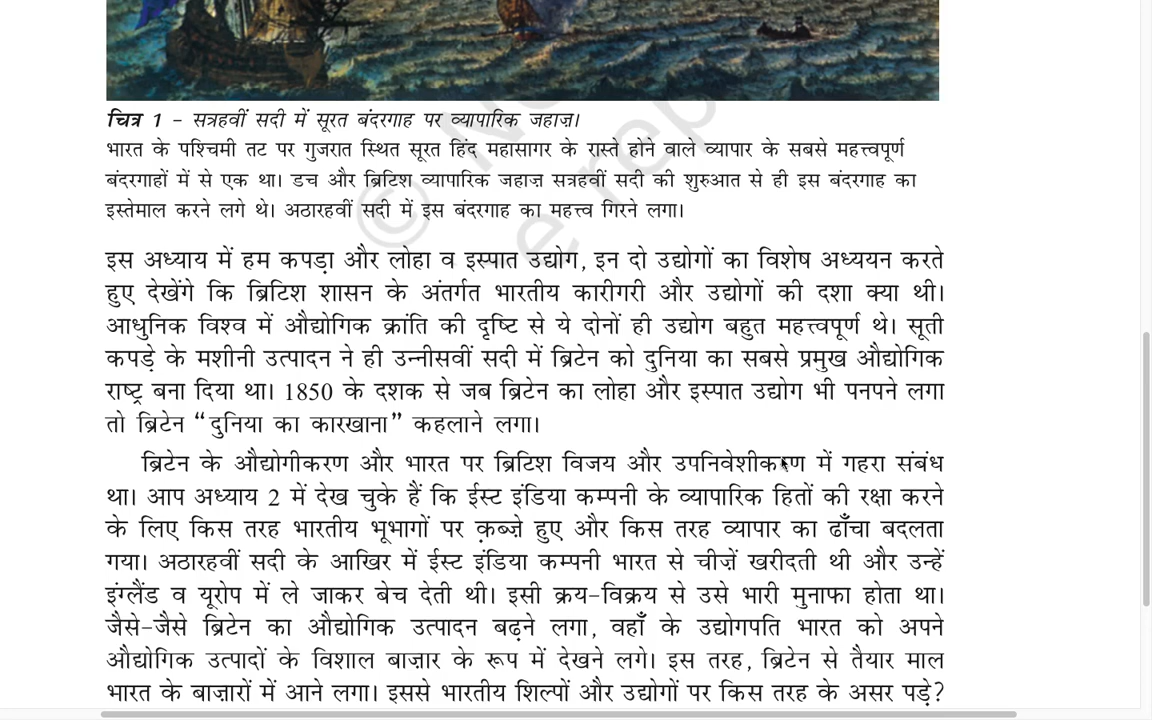 चित्र 1 – सत्रहवीं सदी में सूरत बंदरगाह पर व्यापारिक जहाज़।
भारत के पश्चिमी तट पर गुजरात स्थित सूरत हिंद महासागर के रास्ते होने वाले व्यापार के सबसे महत्त्वपूर्ण
बंदरगाहों में से एक था। डच और ब्रिटिश व्यापारिक जहाज़ सत्रहवीं सदी की शुरुआत से ही इस बंदरगाह का
इस्तेमाल करने लगे थे। अठारहवीं सदी में इस बंदरगाह का महत्त्व गिरने लगा।
इस अध्याय में हम कपड़ा और लोहा व इस्पात उद्योग, इन दो उद्योगों का विशेष अध्ययन करते
हुए देखेंगे कि ब्रिटिश शासन के अंतर्गत भारतीय कारीगरी और उद्योगों की दशा क्या थी।
आधुनिक विश्व में औद्योगिक क्रांति की दृष्टि से ये दोनों ही उद्योग बहुत महत्त्वपूर्ण थे। सूती
कपड़े के मशीनी उत्पादन ने ही उन्नीसवीं सदी में ब्रिटेन को दुनिया का सबसे प्रमुख औद्योगिक
राष्ट्र बना दिया था। 1850 के दशक से जब ब्रिटेन का लोहा और इस्पात उद्योग भी पनपने लगा
तो ब्रिटेन “दुनिया का कारखाना” कहलाने लगा।
ब्रिटेन के औद्योगीकरण और भारत पर ब्रिटिश विजय और उपनिवेशीकरण में गहरा संबंध
था। आप अध्याय 2 में देख चुके हैं कि ईस्ट इंडिया कम्पनी के व्यापारिक हितों की रक्षा करने
के लिए किस तरह भारतीय भूभागों पर क़ब्ज़े हुए और किस तरह व्यापार का ढाँचा बदलता
गया। अठारहवीं सदी के आखिर में ईस्ट इंडिया कम्पनी भारत से चीज़ें खरीदती थी और उन्हें
इंग्लैंड व यूरोप में ले जाकर बेच देती थी। इसी क्रय–विक्रय से उसे भारी मुनाफा होता था।
जैसे–जैसे ब्रिटेन का औद्योगिक उत्पादन बढ़ने लगा, वहाँ के उद्योगपति भारत को अपने
औद्योगिक उत्पादों के विशाल बाज़ार के रूप में देखने लगे। इस तरह, ब्रिटेन से तैयार माल
भारत के बाज़ारों में आने लगा। इससे भारतीय शिल्पों और उद्योगों पर किस तरह के असर पड़े?